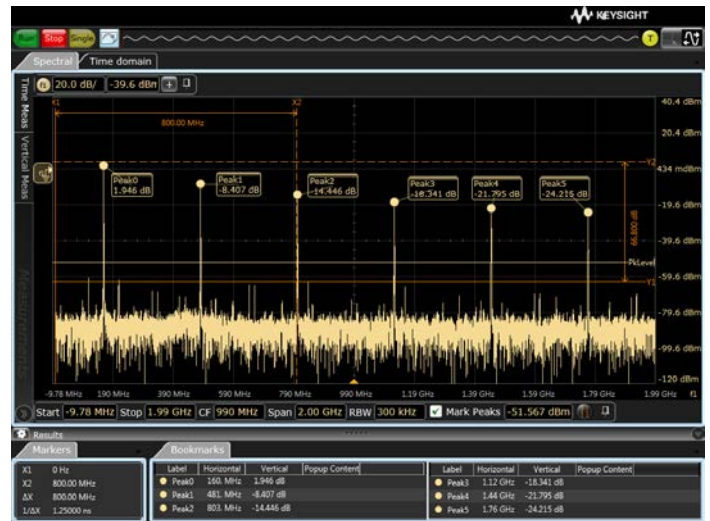 KEYSIGHT
Run Stop Single T
Spectral Time domain
Time Meas
Vertical Meas
Measurements
f1 20.0 dB/ -39.6 dBm
X1 X2
800.00 MHz
40.4 dBm
20.4 dBm
Y2
434 mdBm
-19.6 dBm
-39.6 dBm
PkLevel
-59.6 dBm
Y1
-79.6 dBm
-99.6 dBm
-120 dBm
Peak0
1.946 dB
Peak1
-8.407 dB
Peak2
-14.446 dB
Peak3
-18.341 dB
Peak4
-21.795 dB
Peak5
-24.215 dB
-9.78 MHz 190 MHz 390 MHz 590 MHz 790 MHz 990 MHz 1.19 GHz 1.39 GHz 1.59 GHz 1.79 GHz 1.99 GHz f1
Start -9.78 MHz Stop 1.99 GHz CF 990 MHz Span 2.00 GHz RBW 300 kHz Mark Peaks -51.567 dBm
Results
Markers Bookmarks
X1 0 Hz
X2 800.00 MHz
ΔX 800.00 MHz
1/ΔX 1.25000 ns
Label Horizontal Vertical Popup Content
Peak0 160. MHz 1.946 dB
Peak1 481. MHz -8.407 dB
Peak2 803. MHz -14.446 dB
Label Horizontal Vertical Popup Content
Peak3 1.12 GHz -18.341 dB
Peak4 1.44 GHz -21.795 dB
Peak5 1.76 GHz -24.215 dB